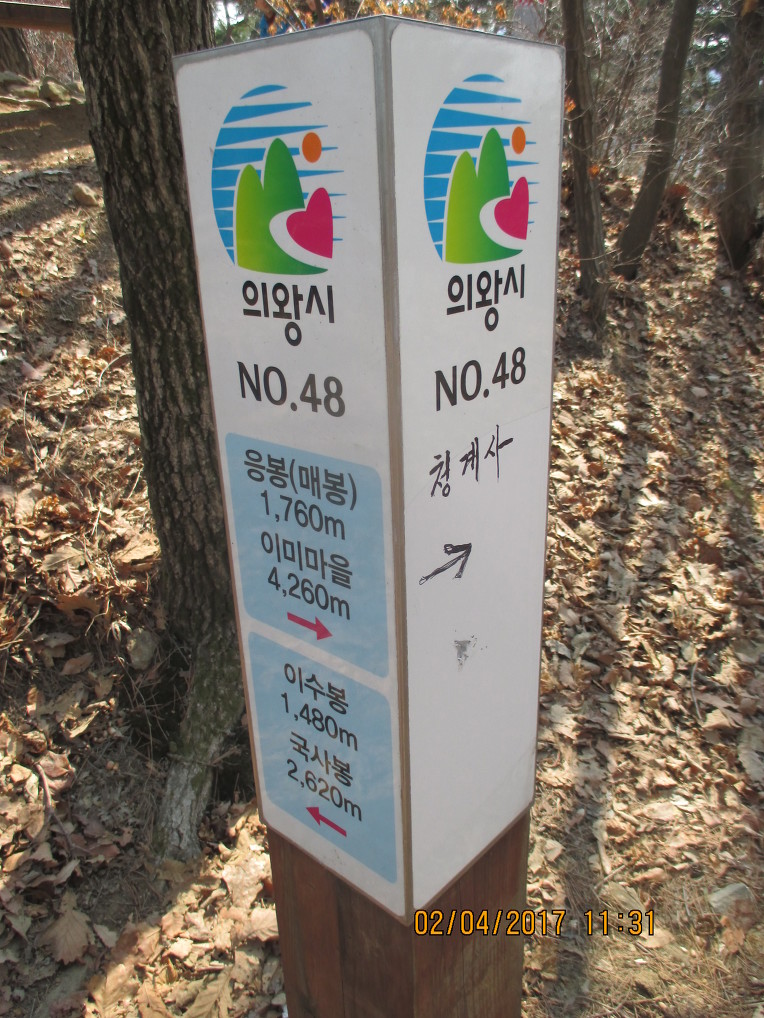 의왕시
NO.48
응봉(매봉)
1,760m
이미마을
4,260m
이수봉
1,480m
국사봉
2,620m
의왕시
NO.48
청계사
02/04/2017 11:31